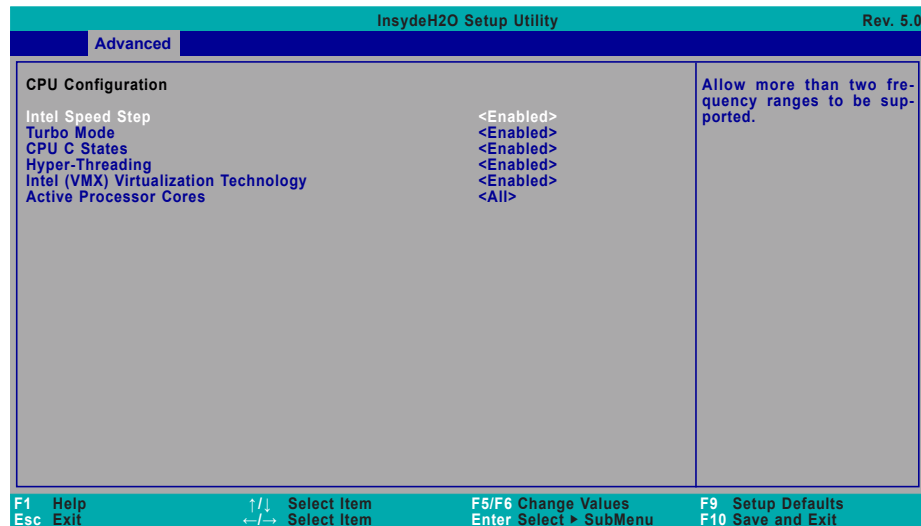 InsydeH2O Setup Utility Rev. 5.0
Advanced
CPU Configuration
Intel Speed Step <Enabled>
Turbo Mode <Enabled>
CPU C States <Enabled>
Hyper-Threading <Enabled>
Intel (VMX) Virtualization Technology <Enabled>
Active Processor Cores <All>
Allow more than two fre-
quency ranges to be sup-
ported.
F1 Help ↑/↓ Select Item F5/F6 Change Values F9 Setup Defaults
Esc Exit ←/→ Select Item Enter Select ▶ SubMenu F10 Save and Exit